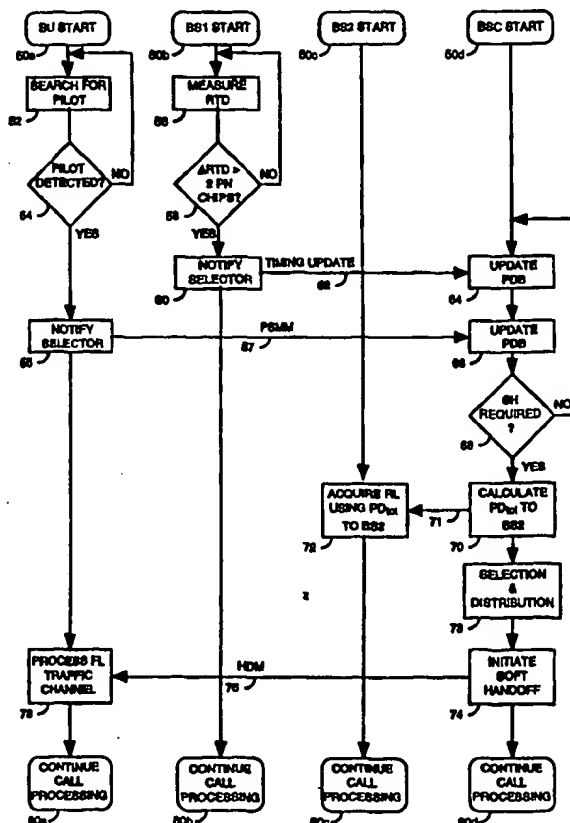 SU START
BS1 START
BS2 START
BSC START
50a
50b
50c
50d
SEARCH FOR
PILOT
52
MEASURE
RTD
56
PILOT
DETECTED?
NO
54
YES
ΔRTD >
2 PN
CHIPS?
NO
58
YES
NOTIFY
SELECTOR
60
TIMING UPDATE
62
UPDATE
PDB
64
NOTIFY
SELECTOR
65
PSMM
67
UPDATE
PDB
66
SH
REQUIRED
?
NO
68
YES
ACQUIRE RL
USING PDtot
TO BS2
72
71
CALCULATE
PDtot TO
BS2
70
SELECTION
&
DISTRIBUTION
73
PROCESS FL
TRAFFIC
CHANNEL
78
HDM
76
INITIATE
SOFT
HANDOFF
74
CONTINUE
CALL
PROCESSING
80a
CONTINUE
CALL
PROCESSING
80b
CONTINUE
CALL
PROCESSING
80c
CONTINUE
CALL
PROCESSING
80d